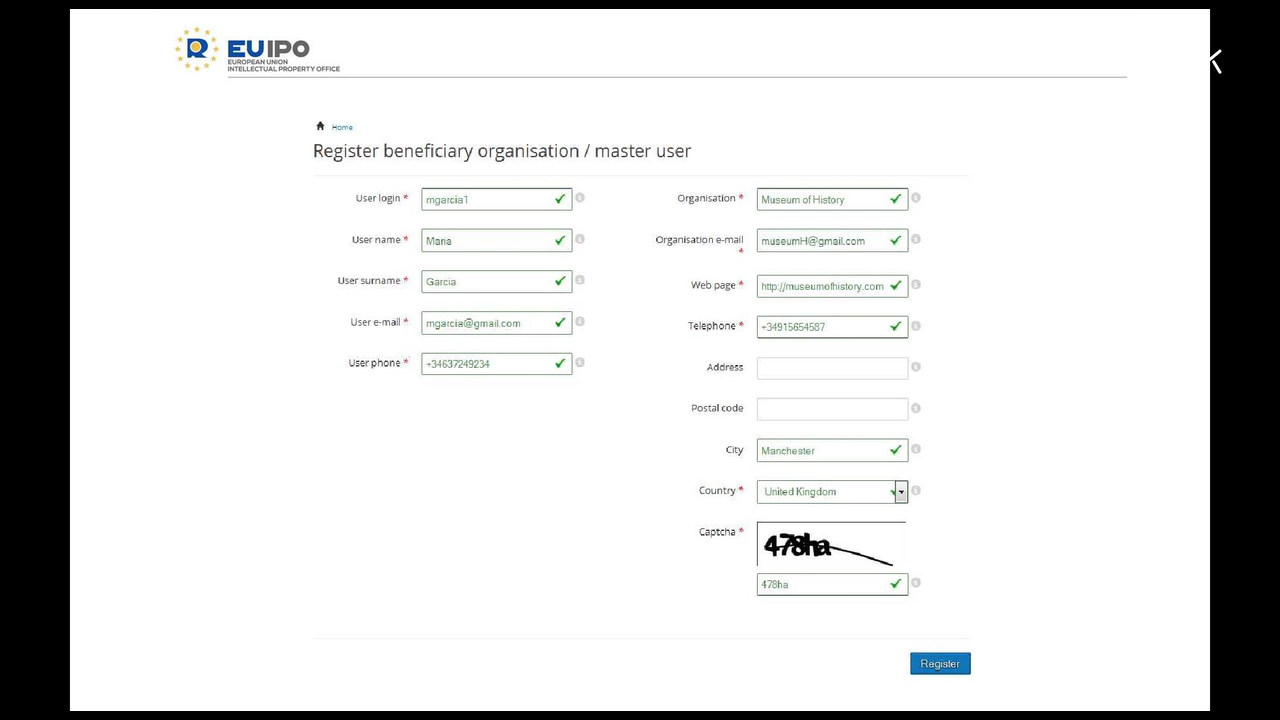 EUIPO
EUROPEAN UNION
INTELLECTUAL PROPERTY OFFICE
Home
Register beneficiary organisation / master user
User login * mgarcia1
User name * Maria
User surname * Garcia
User e-mail * mgarcia@gmail.com
User phone * +34637249234
Organisation * Museum of History
Organisation e-mail * museumH@gmail.com
Web page * http://museumofhistory.com
Telephone * +34915654587
Address
Postal code
City Manchester
Country * United Kingdom
Captcha * 478ha
478ha
Register